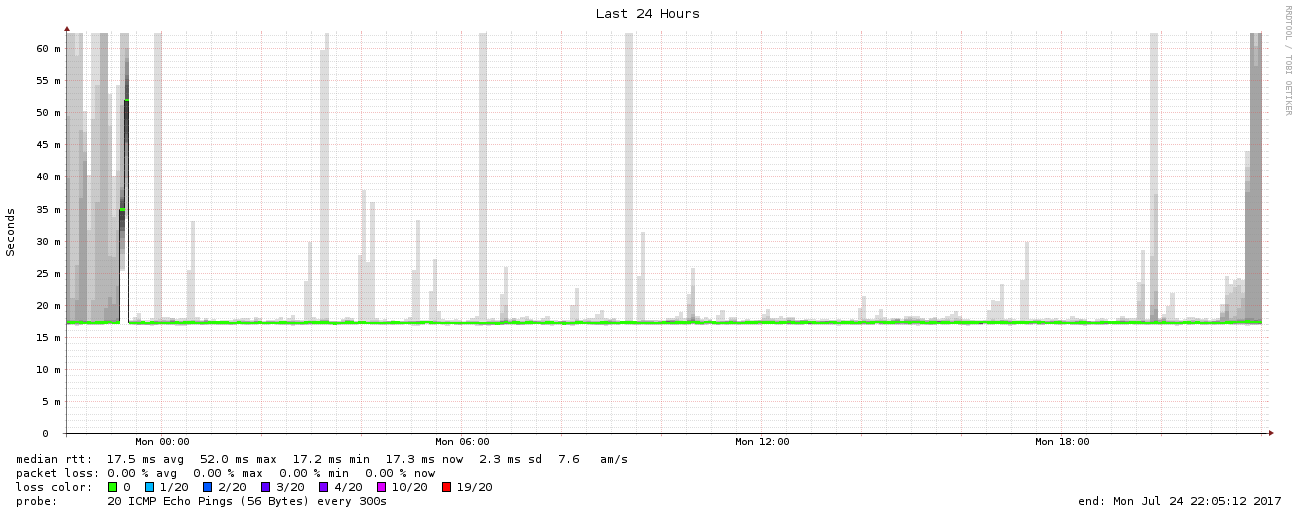 Last 24 Hours
RRDTOOL / TOBI OETIKER
Seconds
60 m
55 m
50 m
45 m
40 m
35 m
30 m
25 m
20 m
15 m
10 m
5 m
0
Mon 00:00 Mon 06:00 Mon 12:00 Mon 18:00
median rtt: 17.5 ms avg 52.0 ms max 17.2 ms min 17.3 ms now 2.3 ms sd 7.6 am/s
packet loss: 0.00 % avg 0.00 % max 0.00 % min 0.00 % now
loss color: 0 1/20 2/20 3/20 4/20 10/20 19/20
probe: 20 ICMP Echo Pings (56 Bytes) every 300s end: Mon Jul 24 22:05:12 2017